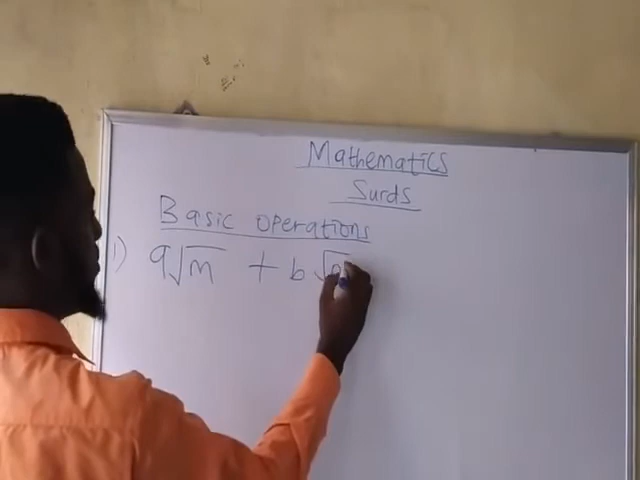 Mathematics
Surds
Basic operations
1) a√m + b√